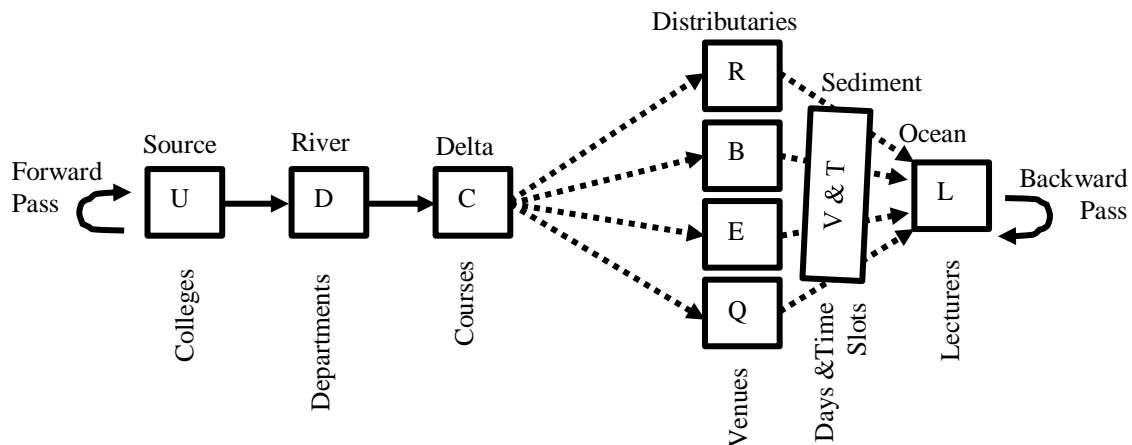 Distributaries
R
Sediment
Source
River
Delta
B
Ocean
Forward
Pass
U
D
C
V & T
L
Backward
Pass
E
Q
Colleges
Departments
Courses
Venues
Days &Time
Slots
Lecturers